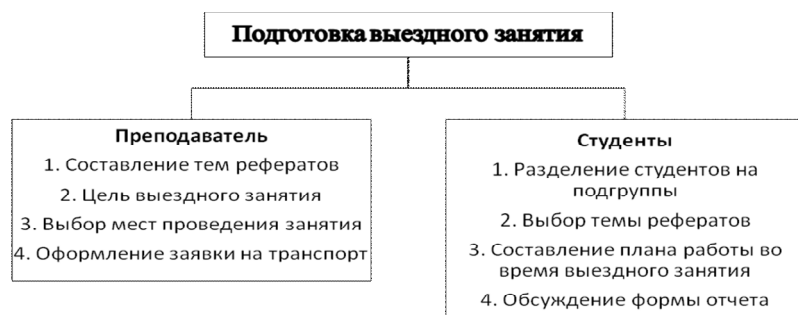 Подготовка выездного занятия
Преподаватель
1. Составление тем рефератов
2. Цель выездного занятия
3. Выбор мест проведения занятия
4. Оформление заявки на транспорт
Студенты
1. Разделение студентов на
подгруппы
2. Выбор темы рефератов
3. Составление плана работы во
время выездного занятия
4. Обсуждение формы отчета